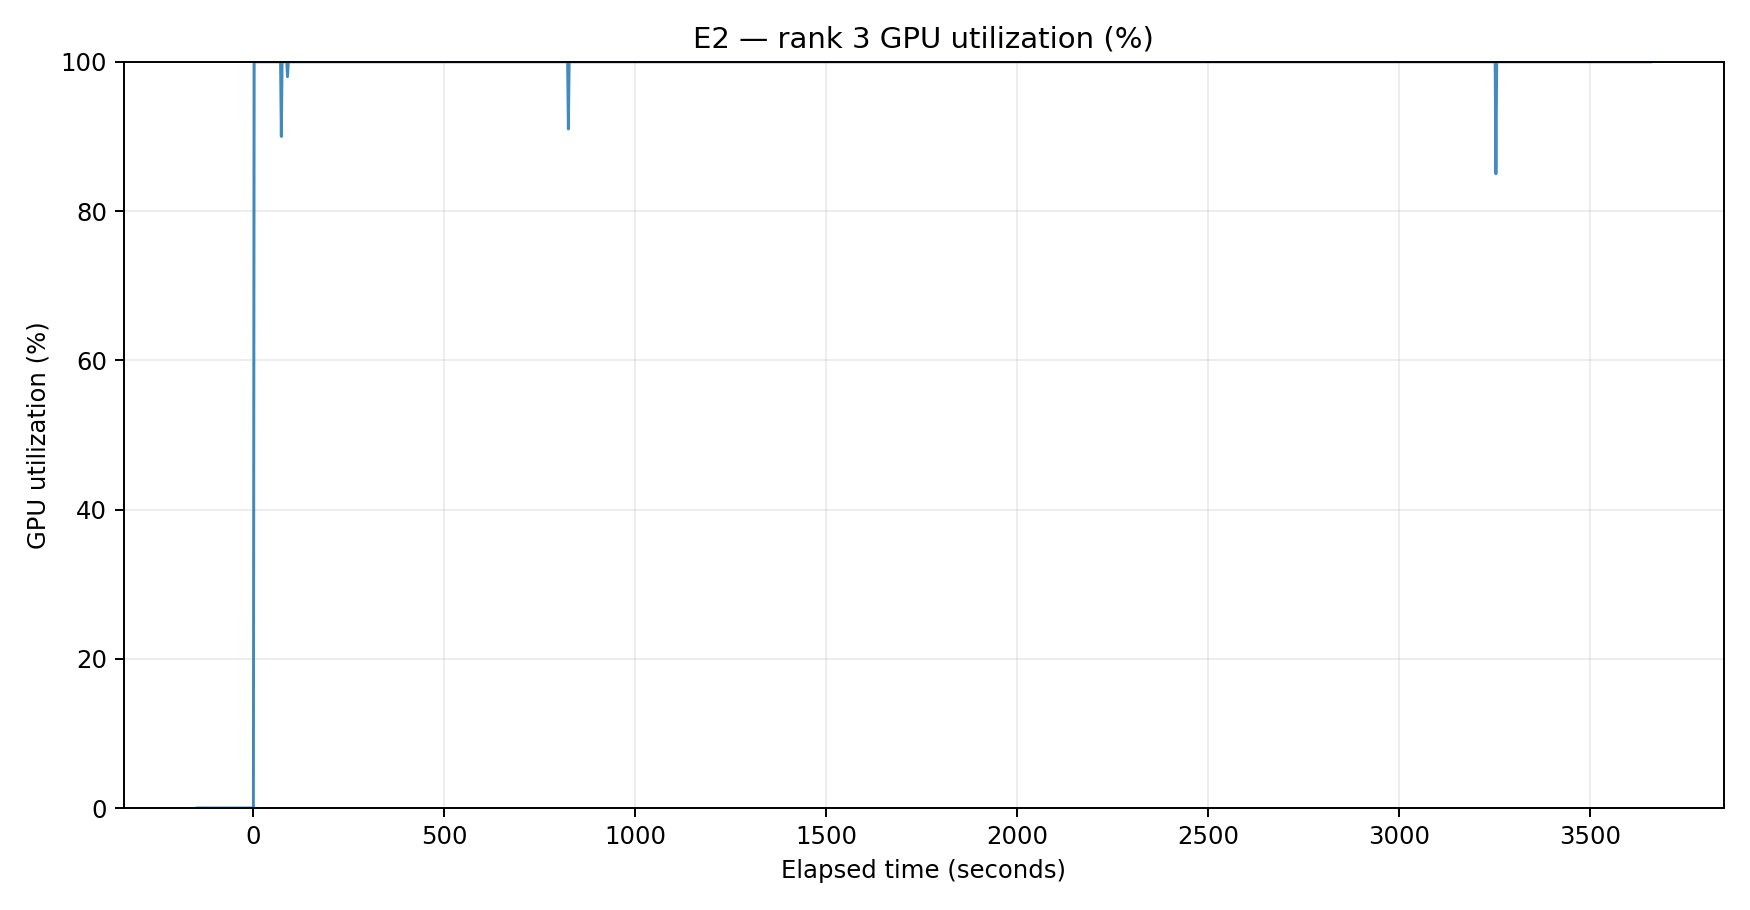 E2 — rank 3 GPU utilization (%)
GPU utilization (%)
100
80
60
40
20
0
0 500 1000 1500 2000 2500 3000 3500
Elapsed time (seconds)